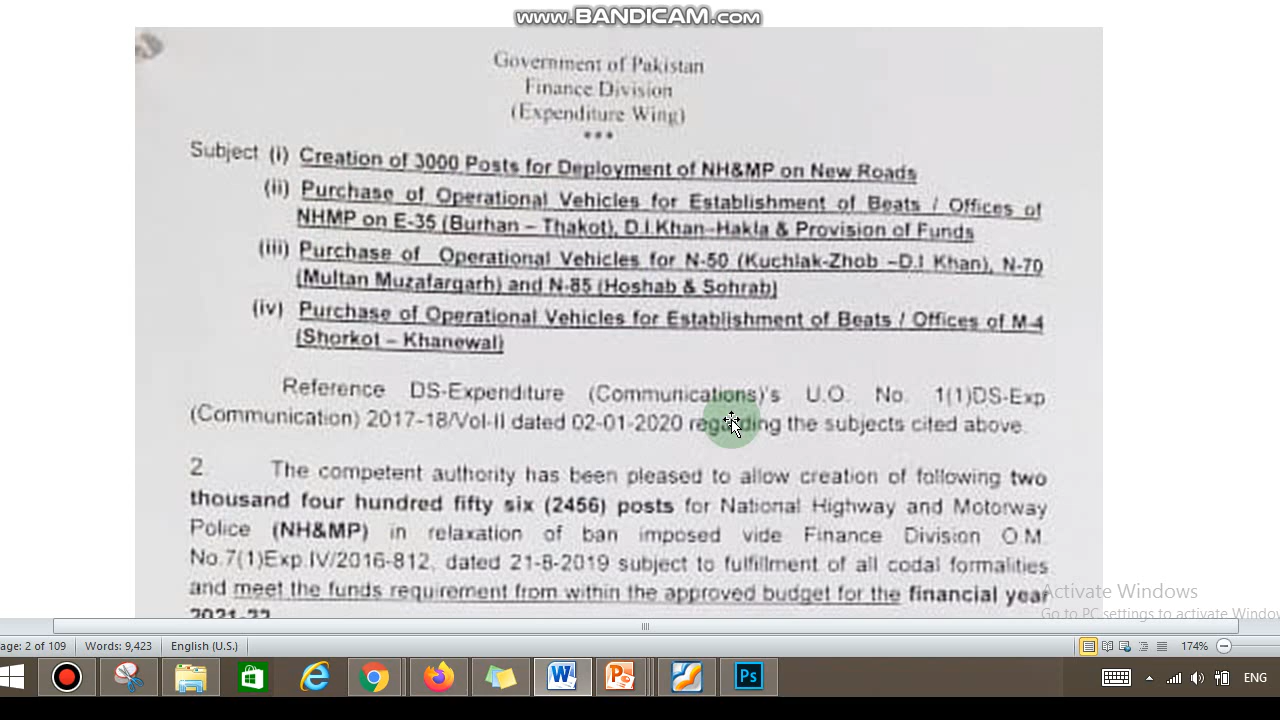 www.BANDICAM.com
Government of Pakistan
Finance Division
(Expenditure Wing)
***
Subject (i) Creation of 3000 Posts for Deployment of NH&MP on New Roads
(ii) Purchase of Operational Vehicles for Establishment of Beats / Offices of
NHMP on E-35 (Burhan – Thakot), D.I.Khan–Hakla & Provision of Funds
(iii) Purchase of Operational Vehicles for N-50 (Kuchlak-Zhob –D.I Khan), N-70
(Multan Muzafargarh) and N-85 (Hoshab & Sohrab)
(iv) Purchase of Operational Vehicles for Establishment of Beats / Offices of M-4
(Shorkot – Khanewal)
Reference DS-Expenditure (Communications)'s U.O. No. 1(1)DS-Exp
(Communication) 2017-18/Vol-II dated 02-01-2020 regarding the subjects cited above.
2 The competent authority has been pleased to allow creation of following two
thousand four hundred fifty six (2456) posts for National Highway and Motorway
Police (NH&MP) in relaxation of ban imposed vide Finance Division O.M.
No.7(1)Exp.IV/2016-812, dated 21-8-2019 subject to fulfillment of all codal formalities
and meet the funds requirement from within the approved budget for the financial year
2021-22
Activate Windows
Go to PC settings to activate Windo
age: 2 of 109 Words: 9,423 English (U.S.) 174%
W P Ps ENG